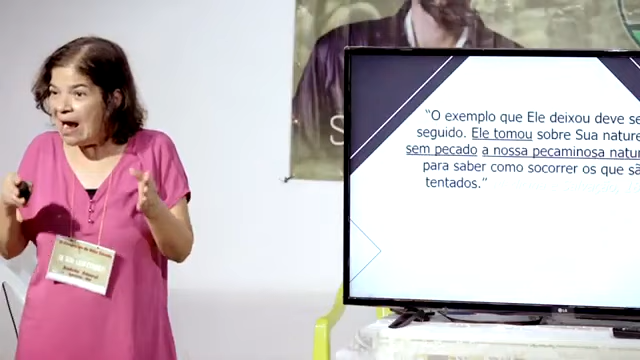 S
“O exemplo que Ele deixou deve se
seguido. Ele tomou sobre Sua nature
sem pecado a nossa pecaminosa natu
para saber como socorrer os que sã
tentados.”
LG